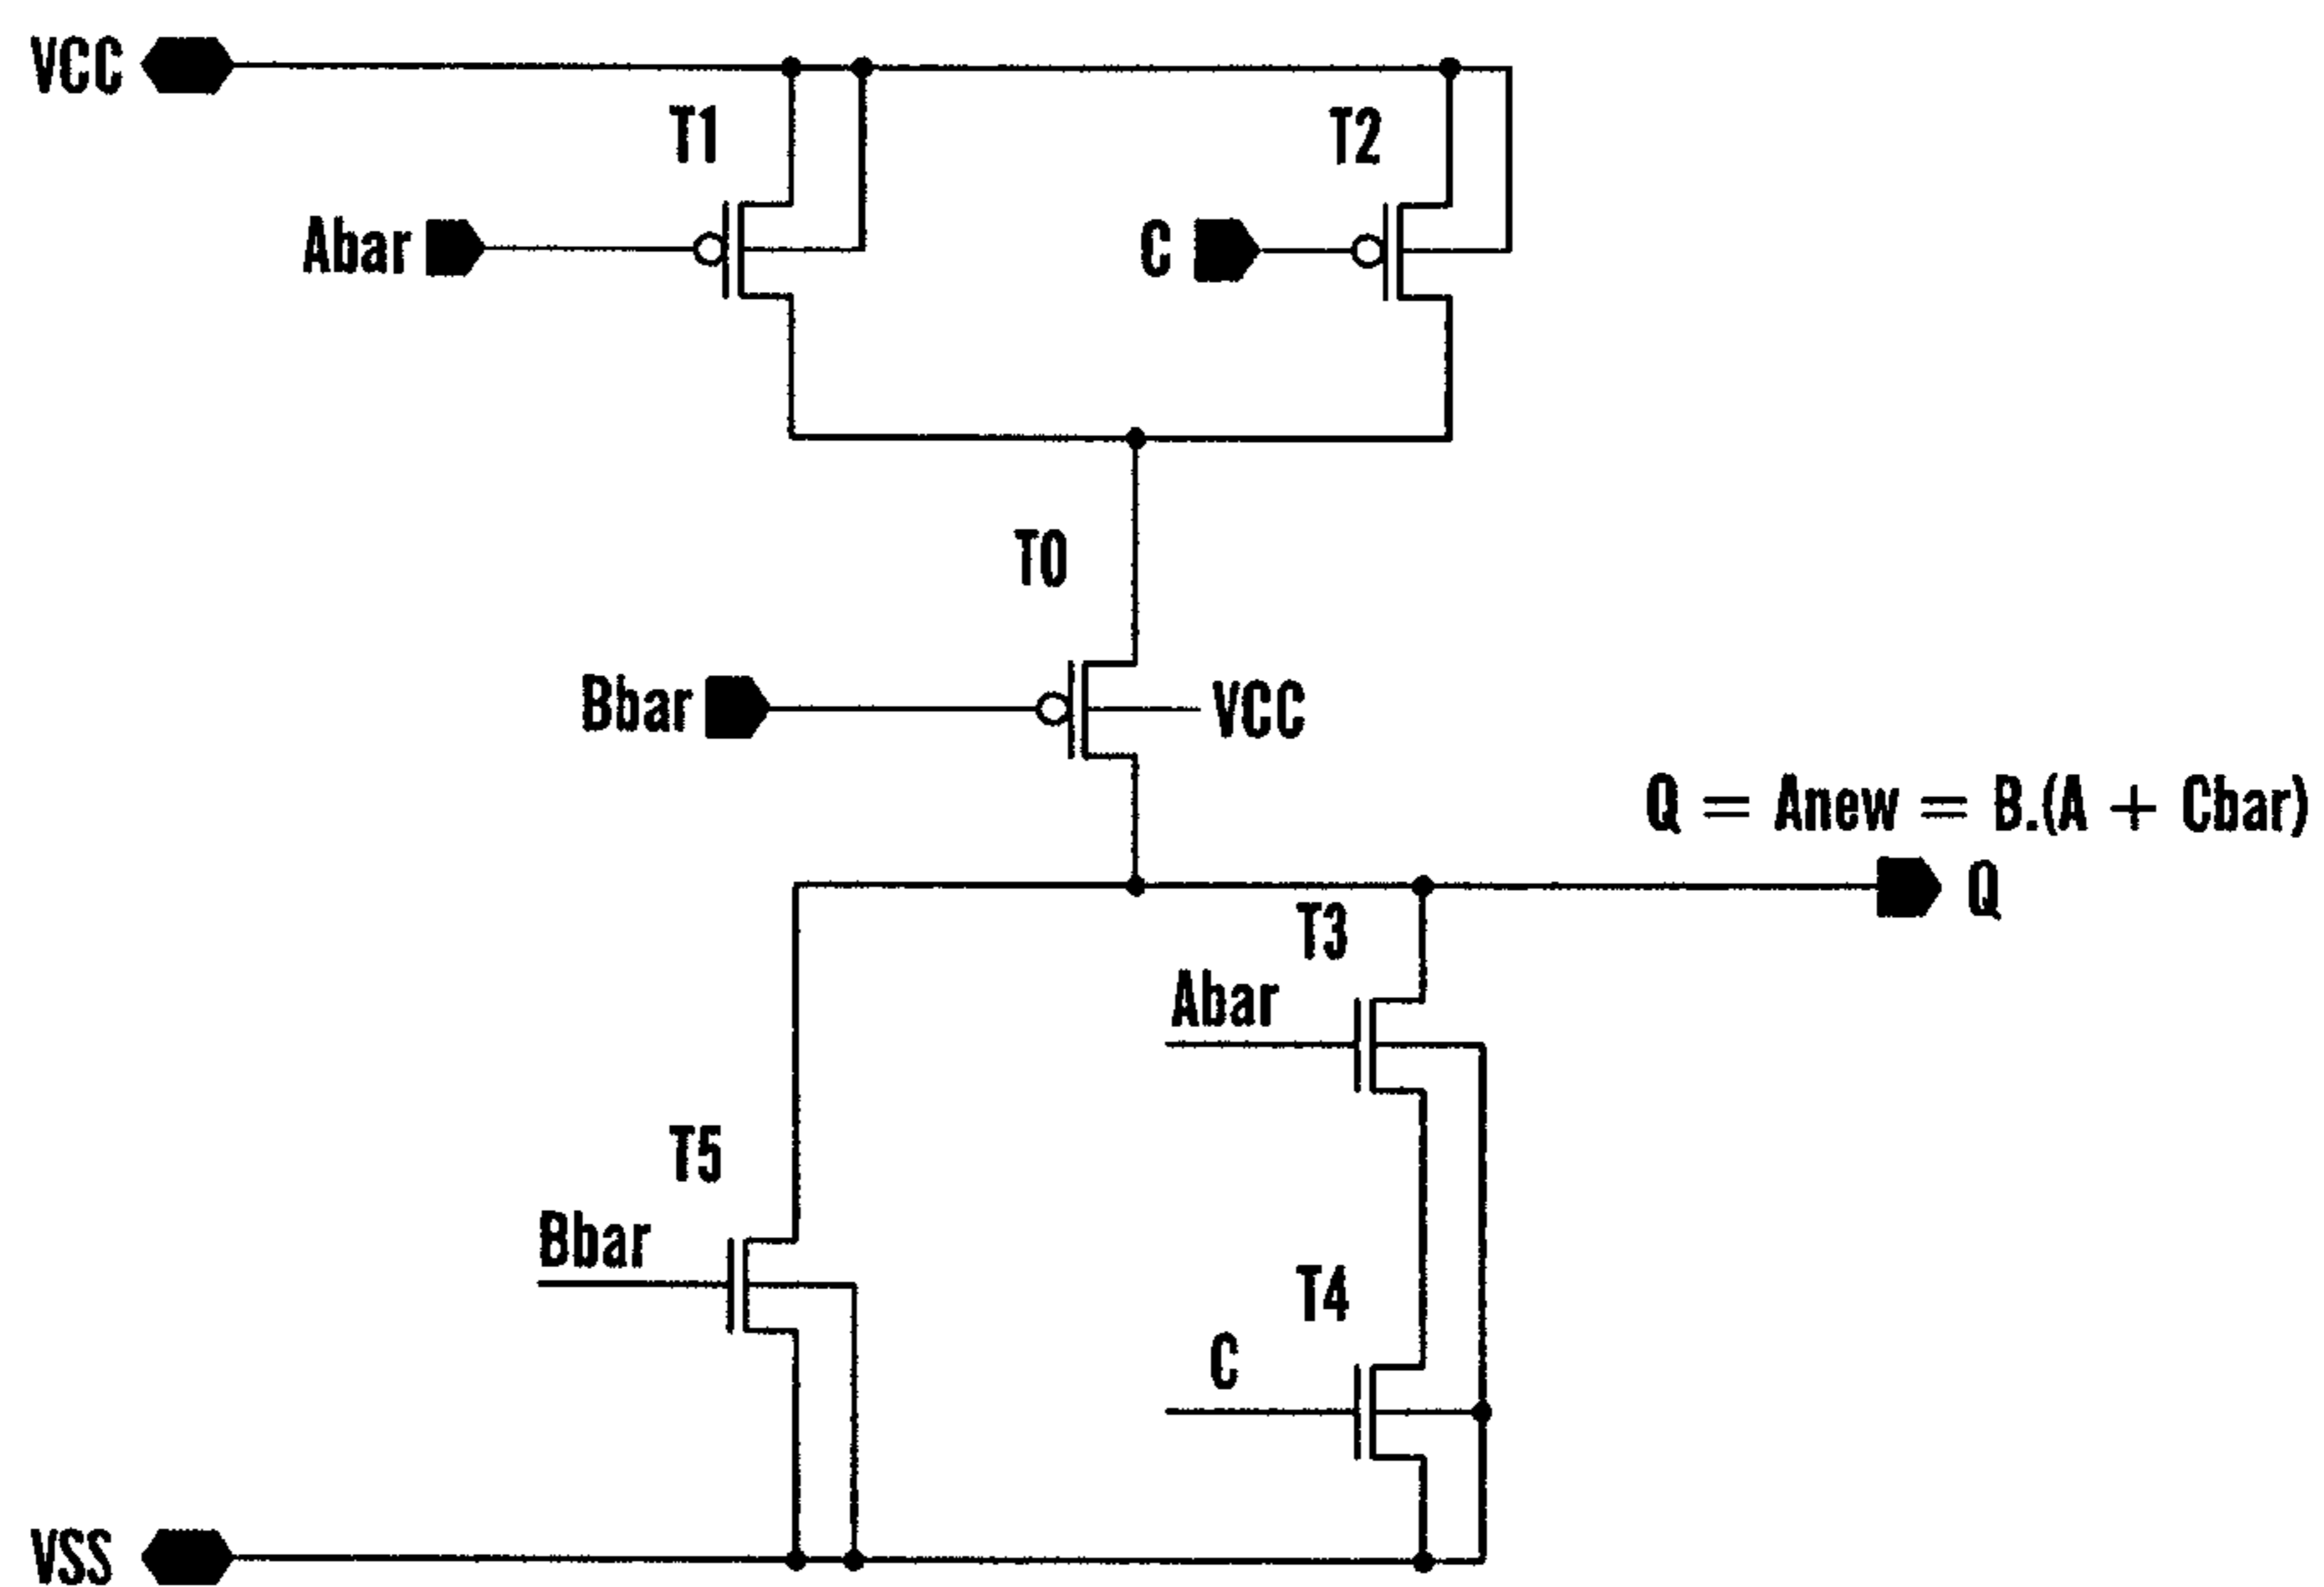 VCC
T1
T2
Abar
C
T0
Bbar
VCC
Q = Anew = B.(A + Cbar)
Q
T3
Abar
T5
Bbar
T4
C
VSS